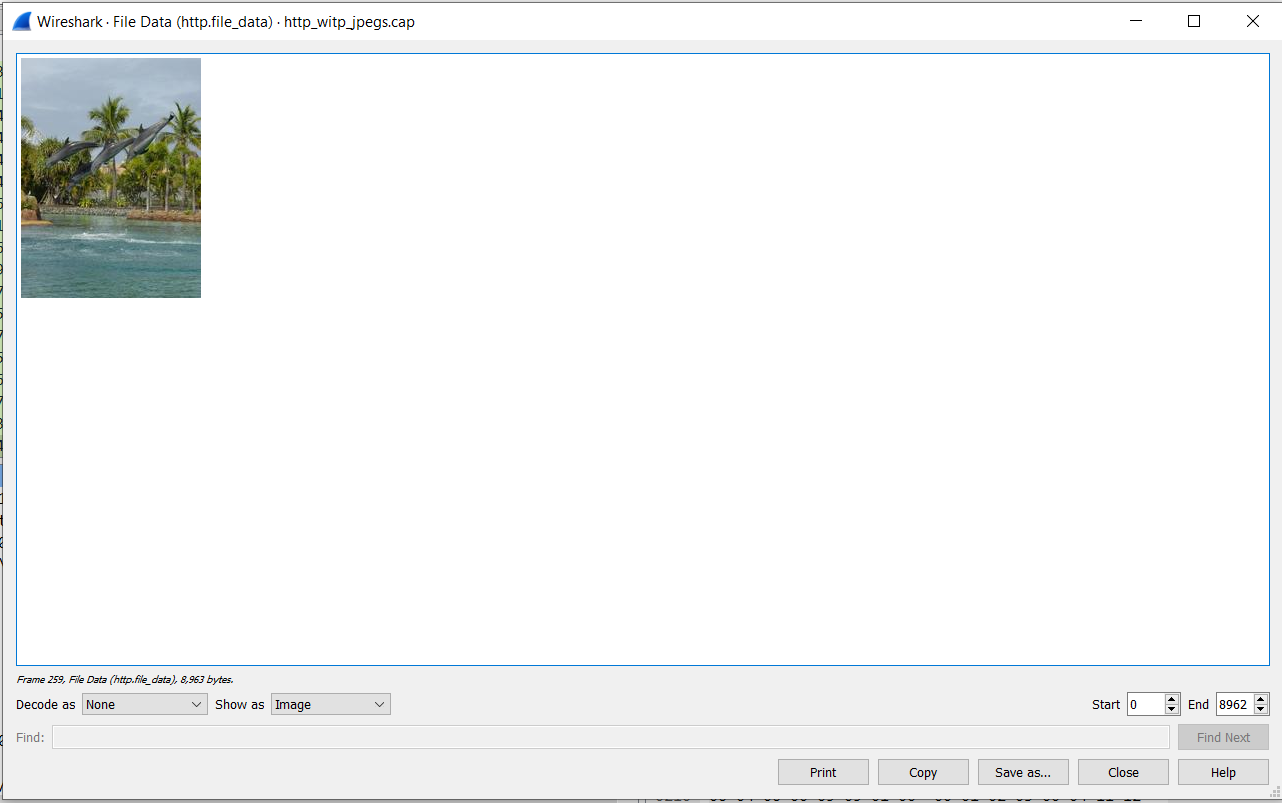 Wireshark · File Data (http.file_data) · http_witp_jpegs.cap
Frame 259, File Data (http.file_data), 8,963 bytes.
Decode as None Show as Image Start 0 End 8962
Find: Find Next
Print Copy Save as... Close Help